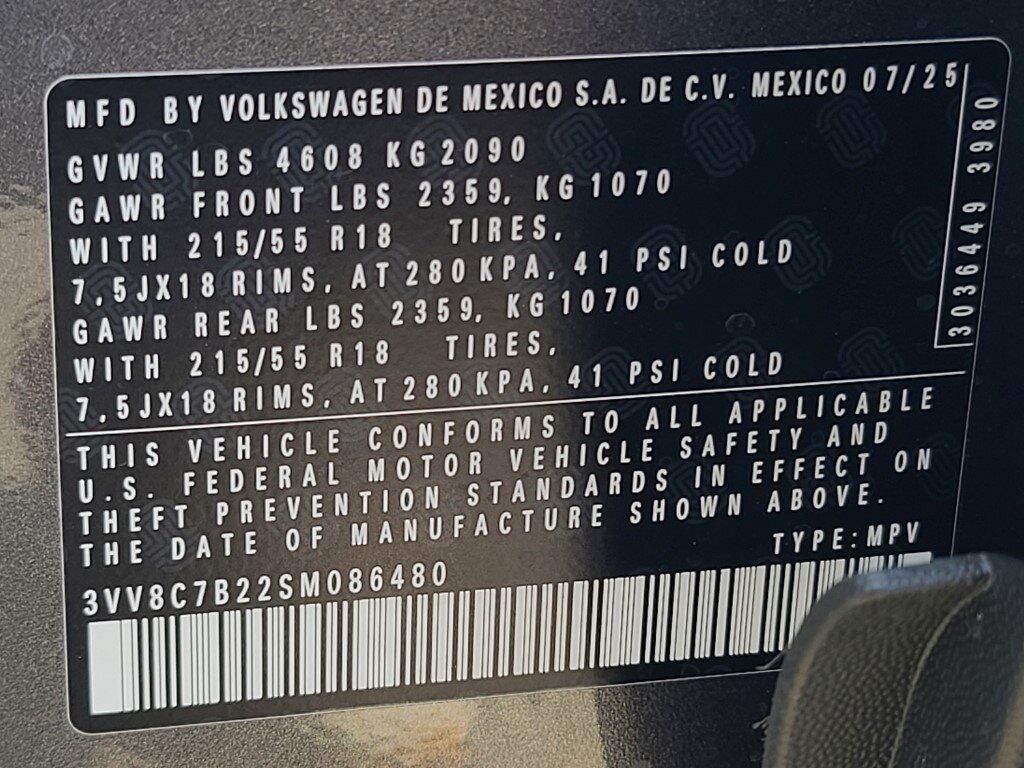 MFD BY VOLKSWAGEN DE MEXICO S.A. DE C.V. MEXICO 07/25
GVWR LBS 4608 KG 2090
GAWR FRONT LBS 2359, KG 1070
WITH 215/55 R18 TIRES,
7,5JX18 RIMS, AT 280 KPA, 41 PSI COLD
GAWR REAR LBS 2359, KG 1070
WITH 215/55 R18 TIRES,
7,5JX18 RIMS, AT 280 KPA, 41 PSI COLD
3036449 3980
THIS VEHICLE CONFORMS TO ALL APPLICABLE
U.S. FEDERAL MOTOR VEHICLE SAFETY AND
THEFT PREVENTION STANDARDS IN EFFECT ON
THE DATE OF MANUFACTURE SHOWN ABOVE.
TYPE: MPV
3VV8C7B22SM086480